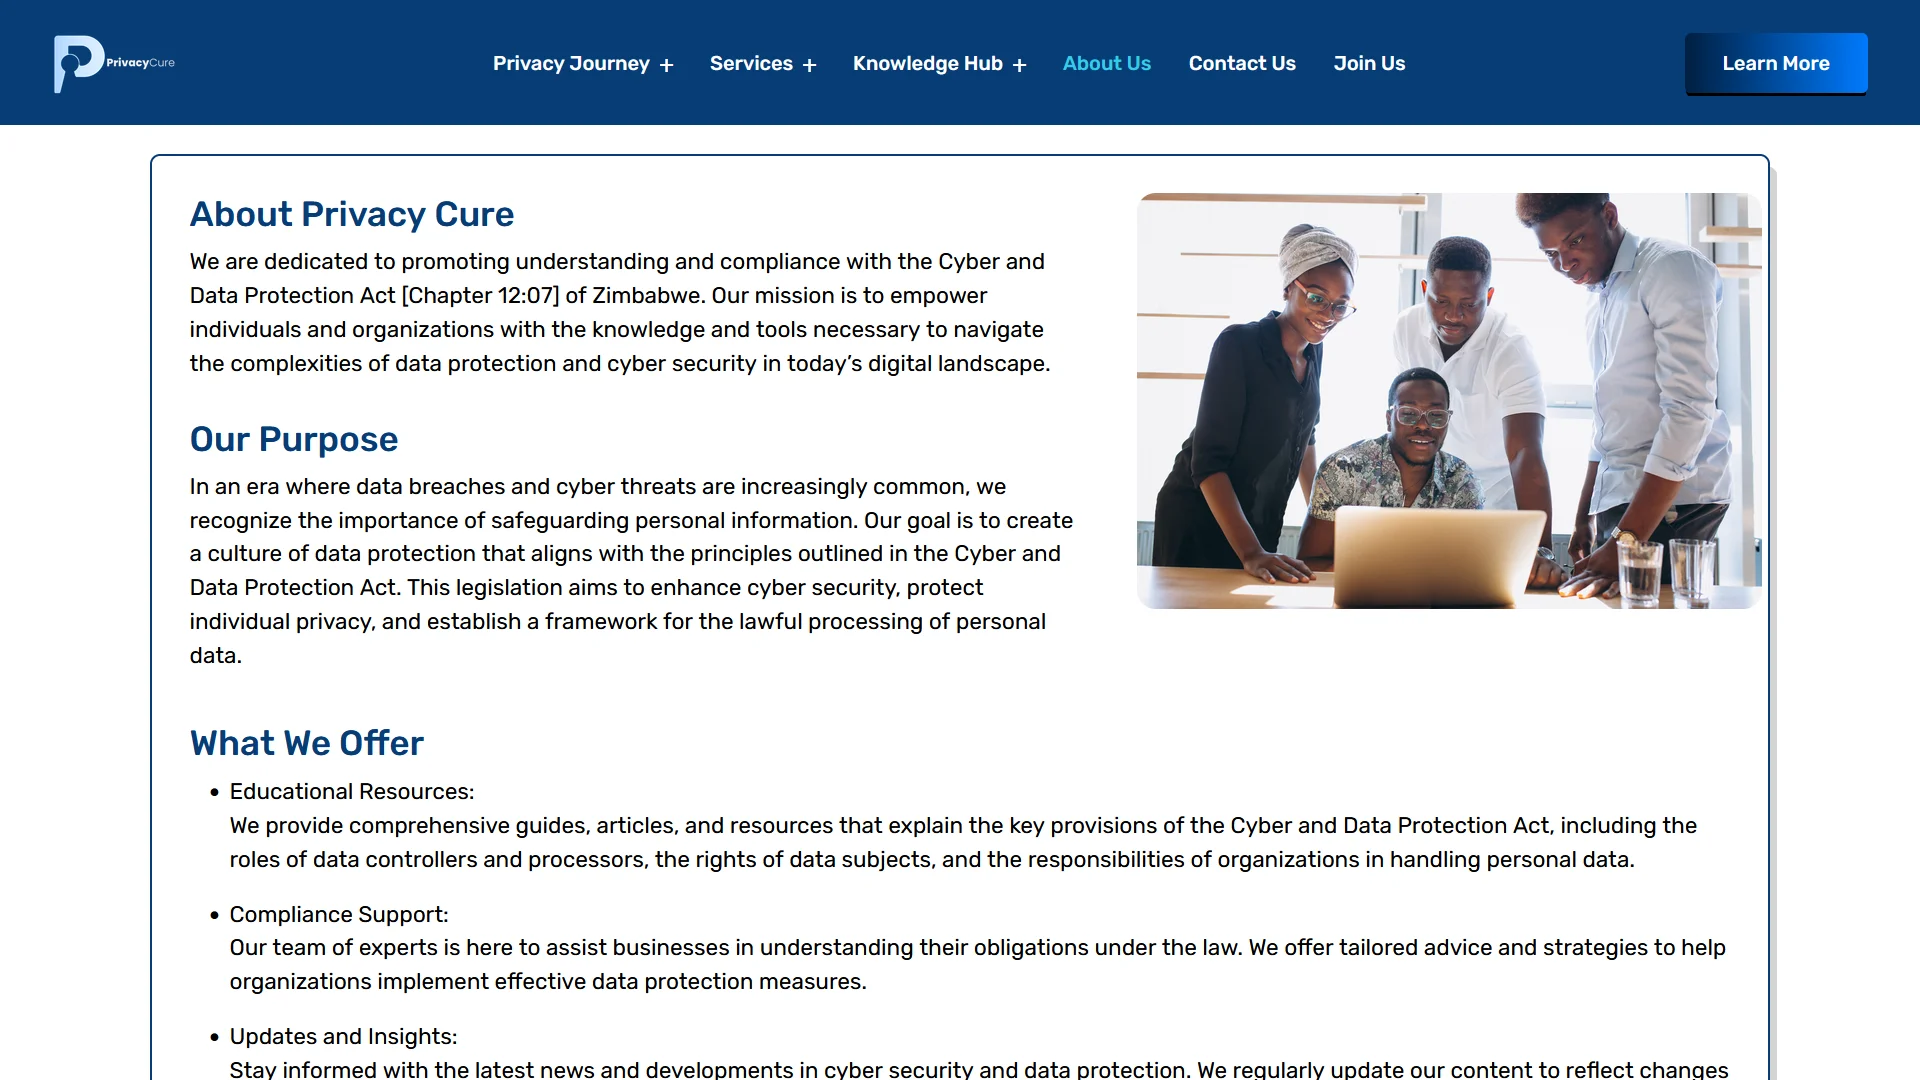 PrivacyCure
Privacy Journey +
Services +
Knowledge Hub +
About Us
Contact Us
Join Us
Learn More
About Privacy Cure
We are dedicated to promoting understanding and compliance with the Cyber and
Data Protection Act [Chapter 12:07] of Zimbabwe. Our mission is to empower
individuals and organizations with the knowledge and tools necessary to navigate
the complexities of data protection and cyber security in today’s digital landscape.
Our Purpose
In an era where data breaches and cyber threats are increasingly common, we
recognize the importance of safeguarding personal information. Our goal is to create
a culture of data protection that aligns with the principles outlined in the Cyber and
Data Protection Act. This legislation aims to enhance cyber security, protect
individual privacy, and establish a framework for the lawful processing of personal
data.
What We Offer
• Educational Resources:
We provide comprehensive guides, articles, and resources that explain the key provisions of the Cyber and Data Protection Act, including the
roles of data controllers and processors, the rights of data subjects, and the responsibilities of organizations in handling personal data.
• Compliance Support:
Our team of experts is here to assist businesses in understanding their obligations under the law. We offer tailored advice and strategies to help
organizations implement effective data protection measures.
• Updates and Insights:
Stay informed with the latest news and developments in cyber security and data protection. We regularly update our content to reflect changes